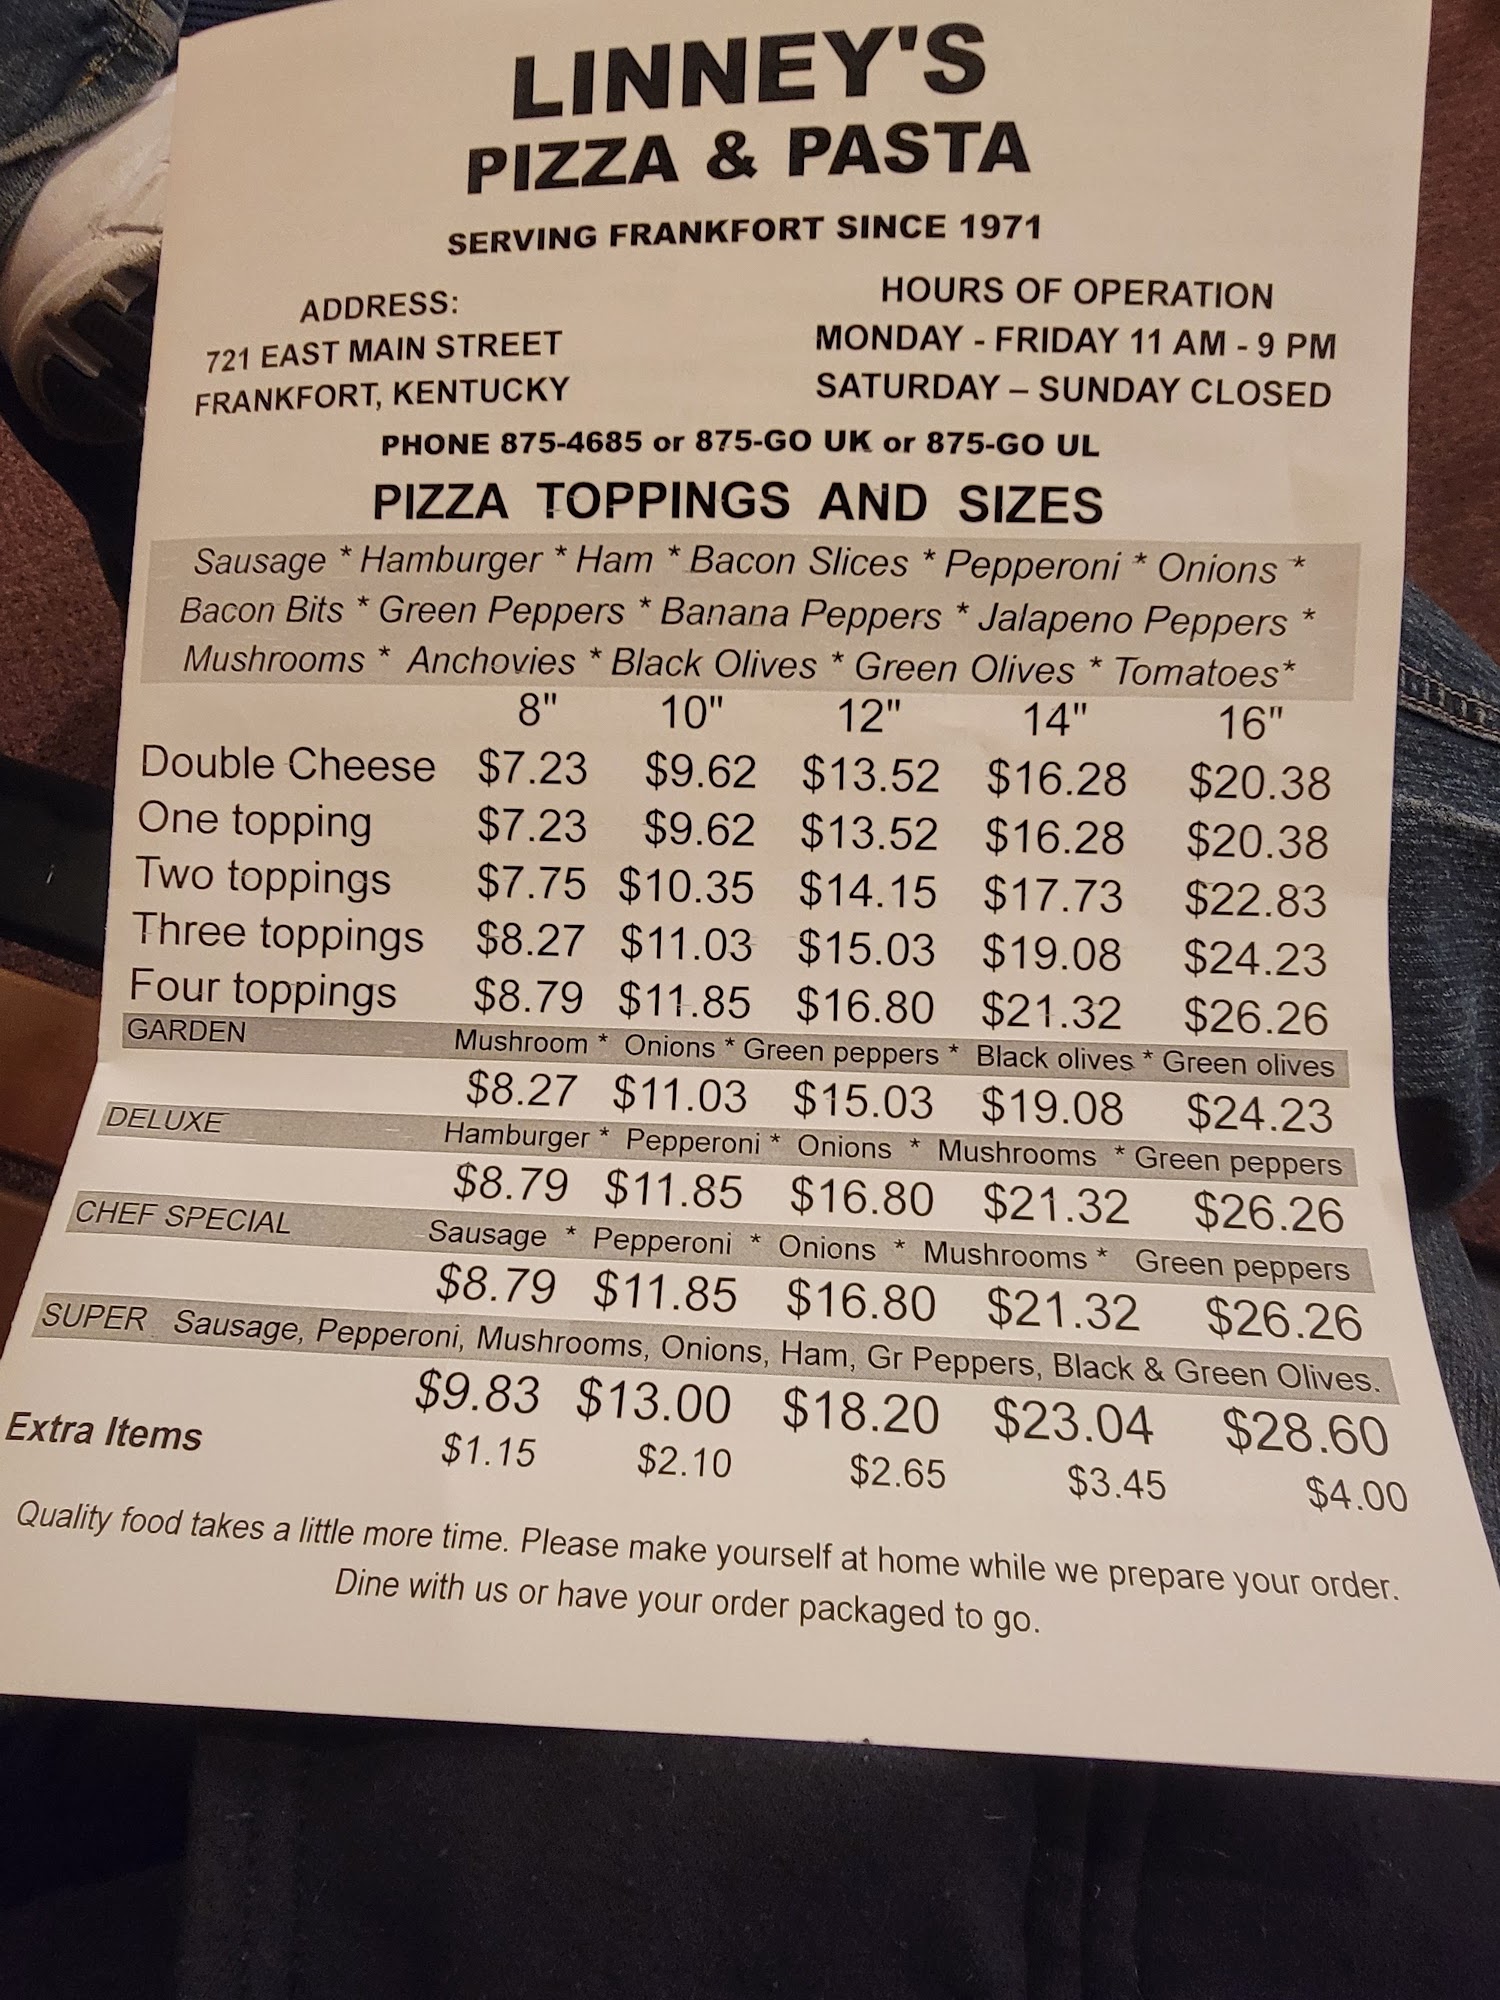 LINNEY'S
PIZZA & PASTA
SERVING FRANKFORT SINCE 1971
ADDRESS:
721 EAST MAIN STREET
FRANKFORT, KENTUCKY
HOURS OF OPERATION
MONDAY - FRIDAY 11 AM - 9 PM
SATURDAY – SUNDAY CLOSED
PHONE 875-4685 or 875-GO UK or 875-GO UL
PIZZA TOPPINGS AND SIZES
Sausage * Hamburger * Ham * Bacon Slices * Pepperoni * Onions *
Bacon Bits * Green Peppers * Banana Peppers * Jalapeno Peppers *
Mushrooms * Anchovies * Black Olives * Green Olives * Tomatoes*
8" 10" 12" 14" 16"
Double Cheese $7.23 $9.62 $13.52 $16.28 $20.38
One topping $7.23 $9.62 $13.52 $16.28 $20.38
Two toppings $7.75 $10.35 $14.15 $17.73 $22.83
Three toppings $8.27 $11.03 $15.03 $19.08 $24.23
Four toppings $8.79 $11.85 $16.80 $21.32 $26.26
GARDEN Mushroom * Onions * Green peppers * Black olives * Green olives
$8.27 $11.03 $15.03 $19.08 $24.23
DELUXE Hamburger * Pepperoni * Onions * Mushrooms * Green peppers
$8.79 $11.85 $16.80 $21.32 $26.26
CHEF SPECIAL Sausage * Pepperoni * Onions * Mushrooms * Green peppers
$8.79 $11.85 $16.80 $21.32 $26.26
SUPER Sausage, Pepperoni, Mushrooms, Onions, Ham, Gr Peppers, Black & Green Olives.
$9.83 $13.00 $18.20 $23.04 $28.60
Extra Items $1.15 $2.10 $2.65 $3.45 $4.00
Quality food takes a little more time. Please make yourself at home while we prepare your order.
Dine with us or have your order packaged to go.